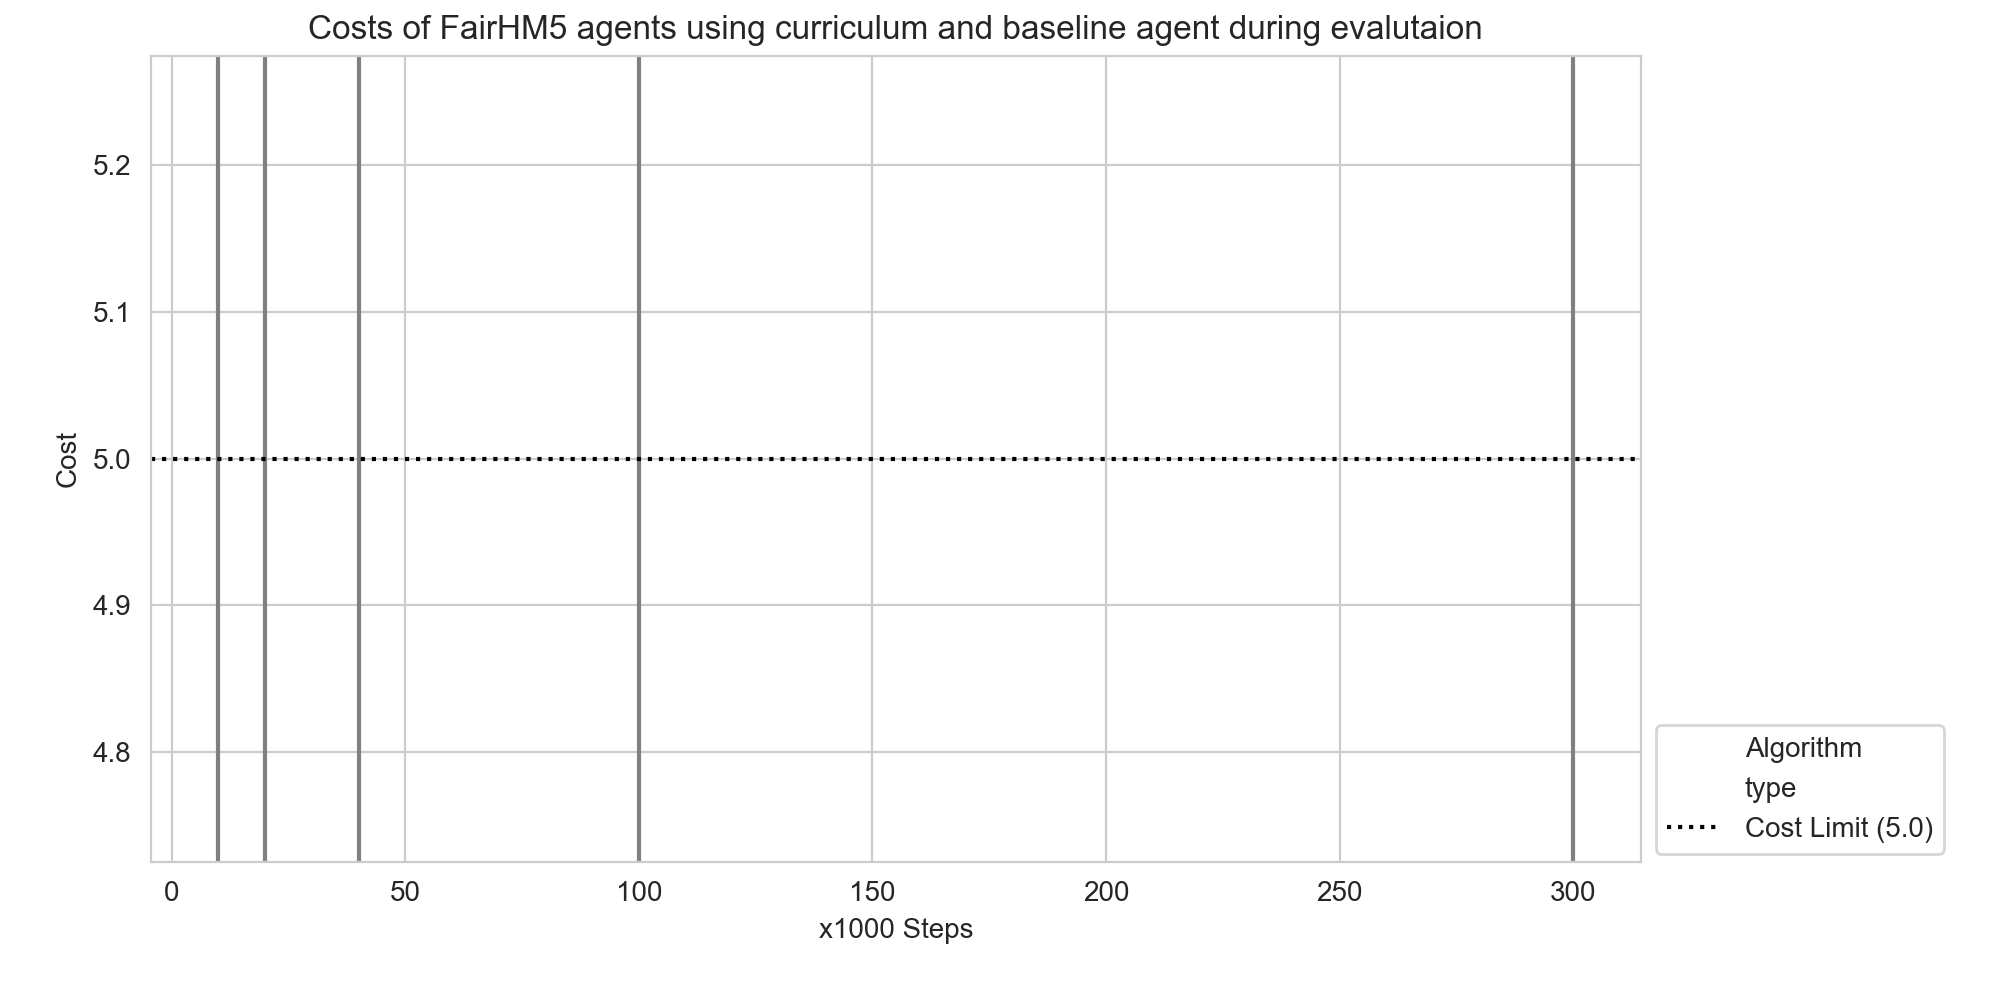 Costs of FairHM5 agents using curriculum and baseline agent during evalutaion
5.2
5.1
5.0
4.9
4.8
Cost
0 50 100 150 200 250 300
x1000 Steps
Algorithm
type
Cost Limit (5.0)